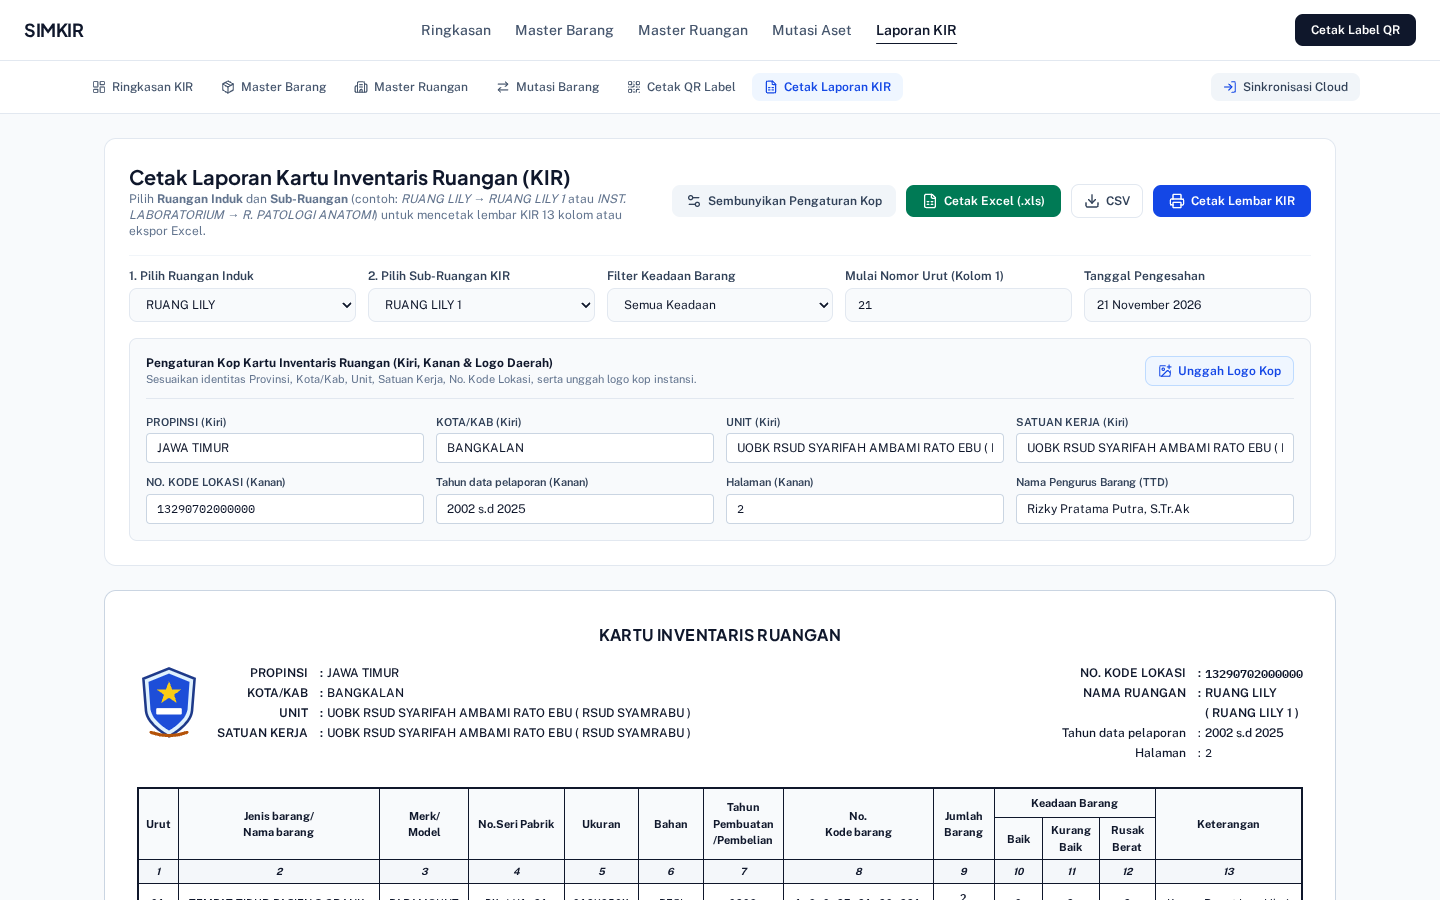 SIMKIR
Ringkasan Master Barang Master Ruangan Mutasi Aset Laporan KIR
Cetak Label QR
Ringkasan KIR Master Barang Master Ruangan Mutasi Barang Cetak QR Label Cetak Laporan KIR
Sinkronisasi Cloud
Cetak Laporan Kartu Inventaris Ruangan (KIR)
Pilih Ruangan Induk dan Sub-Ruangan (contoh: RUANG LILY → RUANG LILY 1 atau INST.
LABORATORIUM → R. PATOLOGI ANATOMI) untuk mencetak lembar KIR 13 kolom atau
ekspor Excel.
Sembunyikan Pengaturan Kop
Cetak Excel (.xls)
CSV
Cetak Lembar KIR
1. Pilih Ruangan Induk 2. Pilih Sub-Ruangan KIR Filter Keadaan Barang Mulai Nomor Urut (Kolom 1) Tanggal Pengesahan
RUANG LILY RUANG LILY 1 Semua Keadaan 21 21 November 2026
Pengaturan Kop Kartu Inventaris Ruangan (Kiri, Kanan & Logo Daerah)
Sesuaikan identitas Provinsi, Kota/Kab, Unit, Satuan Kerja, No. Kode Lokasi, serta unggah logo kop instansi.
Unggah Logo Kop
PROPINSI (Kiri) KOTA/KAB (Kiri) UNIT (Kiri) SATUAN KERJA (Kiri)
JAWA TIMUR BANGKALAN UOBK RSUD SYARIFAH AMBAMI RATO EBU ( UOBK RSUD SYARIFAH AMBAMI RATO EBU (
NO. KODE LOKASI (Kanan) Tahun data pelaporan (Kanan) Halaman (Kanan) Nama Pengurus Barang (TTD)
13290702000000 2002 s.d 2025 2 Rizky Pratama Putra, S.Tr.Ak
KARTU INVENTARIS RUANGAN
PROPINSI : JAWA TIMUR
KOTA/KAB : BANGKALAN
UNIT : UOBK RSUD SYARIFAH AMBAMI RATO EBU ( RSUD SYAMRABU )
SATUAN KERJA : UOBK RSUD SYARIFAH AMBAMI RATO EBU ( RSUD SYAMRABU )
NO. KODE LOKASI : 13290702000000
NAMA RUANGAN : RUANG LILY
( RUANG LILY 1 )
Tahun data pelaporan : 2002 s.d 2025
Halaman : 2
Urut
Jenis barang/
Nama barang
Merk/
Model
No.Seri Pabrik
Ukuran
Bahan
Tahun
Pembuatan
/Pembelian
No.
Kode barang
Jumlah
Barang
Keadaan Barang
Baik
Kurang
Baik
Rusak
Berat
Keterangan
1 2 3 4 5 6 7 8 9 10 11 12 13
2